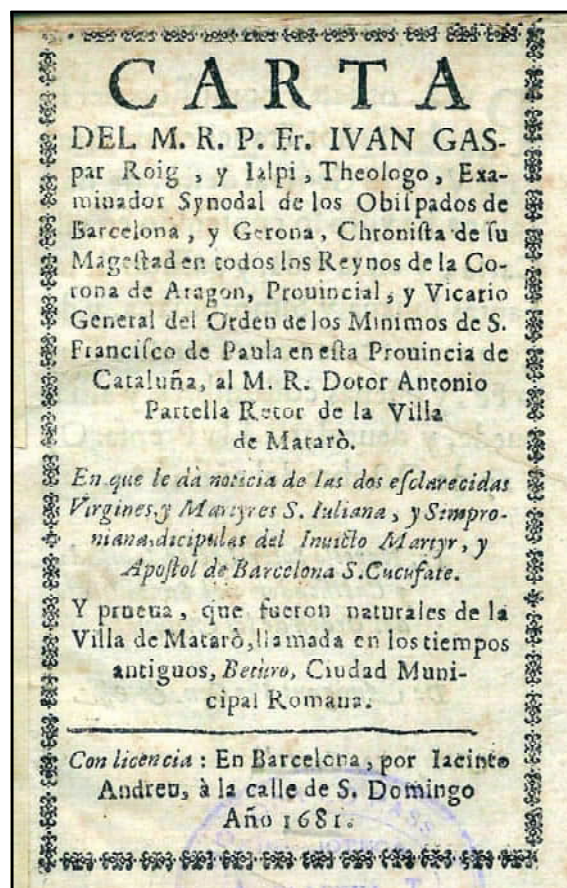 CARTA
DEL M. R. P. Fr. IVAN GAS-
par Roig, y Ialpi, Theologo, Exa-
minador Synodal de los Obiſpados de
Barcelona, y Gerona, Chroniſta de ſu
Mageſtad en todos los Reynos de la Co-
rona de Aragon, Prouincial, y Vicario
General del Orden de los Minimos de S.
Franciſco de Paula en eſta Prouincia de
Cataluña, al M. R. Dotor Antonio
Partella Retor de la Villa
de Matarò.
En que le dà noticia de las dos eſclarecidas
Virgines, y Martyres S. Iuliana, y Simpro-
niana, dicipulas del Inuicto Martyr, y
Apoſtol de Barcelona S. Cucufate.
Y prueua, que fueron naturales de la
Villa de Matarò, llamada en los tiempos
antiguos, Beturo, Ciudad Muni-
cipal Romana.
Con licencia: En Barcelona, por Iacinto
Andreu, à la calle de S. Domingo
Año 1681.